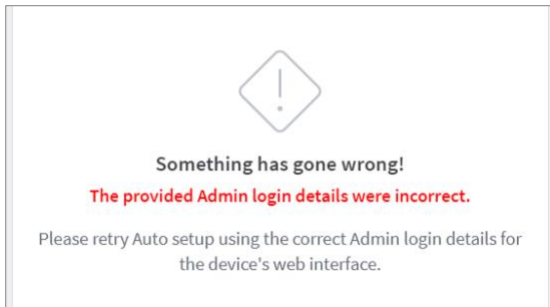 Something has gone wrong!
The provided Admin login details were incorrect.
Please retry Auto setup using the correct Admin login details for
the device's web interface.